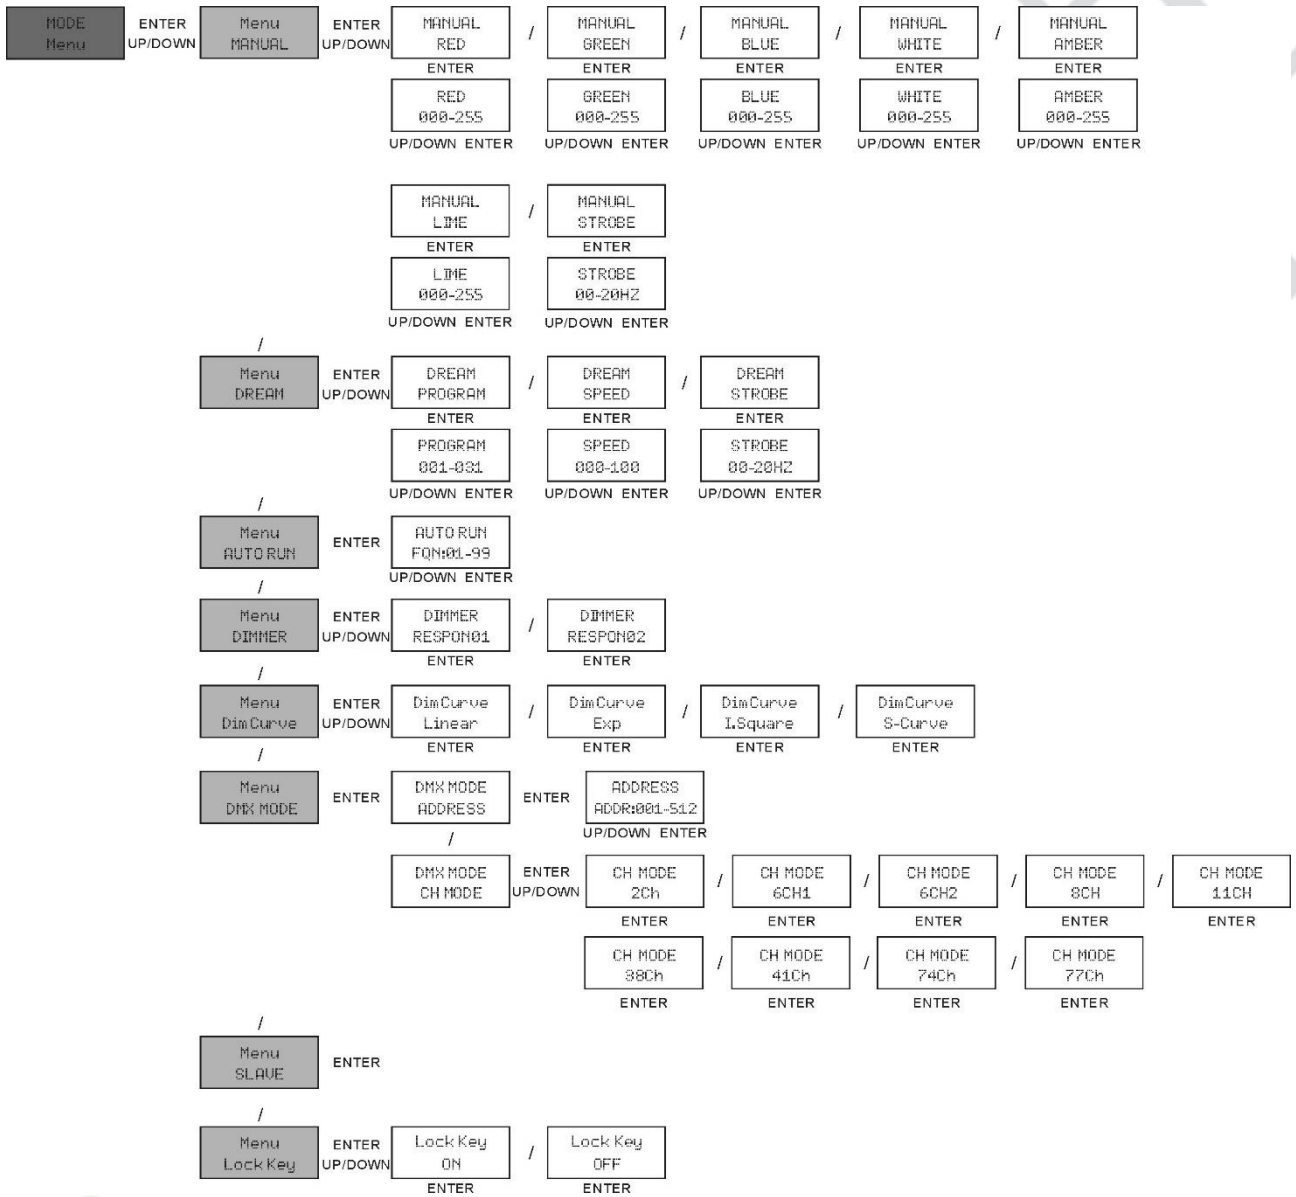 MODE ENTER Menu ENTER MANUAL / MANUAL / MANUAL / MANUAL / MANUAL
Menu UP/DOWN MANUAL UP/DOWN RED GREEN BLUE WHITE AMBER
ENTER ENTER ENTER ENTER ENTER
RED GREEN BLUE WHITE AMBER
000-255 000-255 000-255 000-255 000-255
UP/DOWN ENTER UP/DOWN ENTER UP/DOWN ENTER UP/DOWN ENTER UP/DOWN ENTER
MANUAL / MANUAL
LIME STROBE
ENTER ENTER
LIME STROBE
000-255 00-20HZ
UP/DOWN ENTER UP/DOWN ENTER
/
Menu ENTER DREAM / DREAM / DREAM
DREAM UP/DOWN PROGRAM SPEED STROBE
ENTER ENTER ENTER
PROGRAM SPEED STROBE
001-031 000-100 00-20HZ
UP/DOWN ENTER UP/DOWN ENTER UP/DOWN ENTER
/
Menu ENTER AUTO RUN
AUTO RUN FQN:01-99
UP/DOWN ENTER
/
Menu ENTER DIMMER / DIMMER
DIMMER UP/DOWN RESPON01 RESPON02
ENTER ENTER
/
Menu ENTER DimCurve / DimCurve / DimCurve / DimCurve
DimCurve UP/DOWN Linear Exp I.Square S-Curve
ENTER ENTER ENTER ENTER
/
Menu ENTER DMX MODE ENTER ADDRESS
DMX MODE ADDRESS ADDR:001-512
UP/DOWN ENTER
/
DMX MODE ENTER CH MODE / CH MODE / CH MODE / CH MODE / CH MODE
CH MODE UP/DOWN 2Ch 6CH1 6CH2 8CH 11CH
ENTER ENTER ENTER ENTER ENTER
CH MODE / CH MODE / CH MODE / CH MODE
38Ch 41Ch 74Ch 77Ch
ENTER ENTER ENTER ENTER
/
Menu ENTER
SLAVE
/
Menu ENTER Lock Key / Lock Key
Lock Key UP/DOWN ON OFF
ENTER ENTER